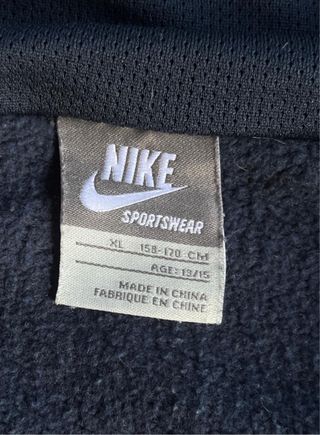 NIKE
SPORTSWEAR
XL 158-170 CM
AGE: 13/15
MADE IN CHINA
FABRIQUE EN CHINE